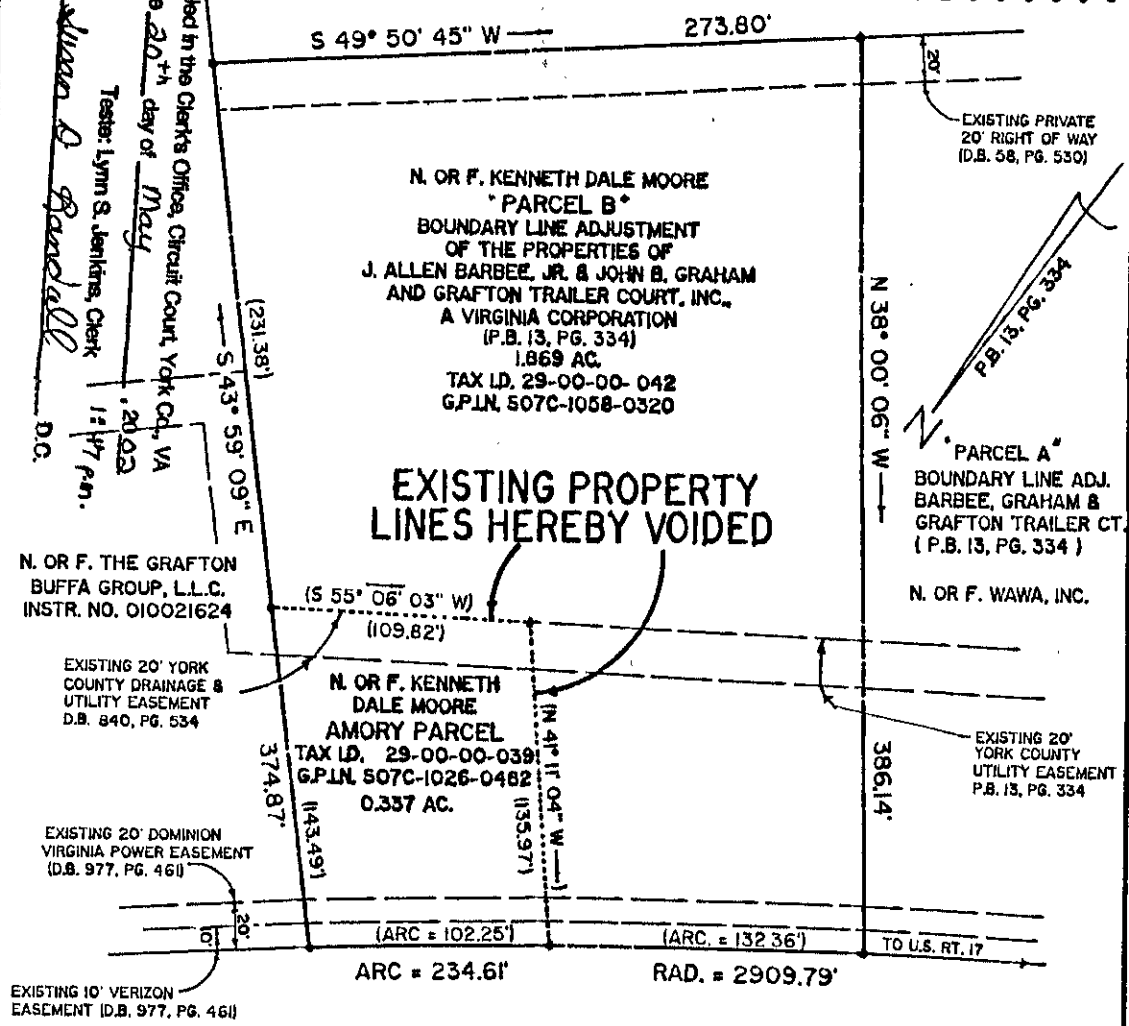 S 49° 50' 45" W
273.80'
20'
EXISTING PRIVATE
20' RIGHT OF WAY
(D.B. 58, PG. 530)
in the Clerk's Office, Circuit Court, York Co., VA
20th day of May, 2002
1:47 p.m.
Teste: Lynn S. Jenkins, Clerk
D.C.
N. OR F. KENNETH DALE MOORE
"PARCEL B"
BOUNDARY LINE ADJUSTMENT
OF THE PROPERTIES OF
J. ALLEN BARBEE, JR. & JOHN B. GRAHAM
AND GRAFTON TRAILER COURT, INC.,
A VIRGINIA CORPORATION
(P.B. 13, PG. 334)
1.869 AC.
TAX I.D. 29-00-00-042
G.P.I.N. S07C-1058-0320
P.B. 13, PG. 334
N
"PARCEL A"
BOUNDARY LINE ADJ.
BARBEE, GRAHAM &
GRAFTON TRAILER CT.
( P.B. 13, PG. 334 )
N. OR F. WAWA, INC.
(231.38')
S 43° 59' 09" E
N 38° 00' 06" W
EXISTING PROPERTY
LINES HEREBY VOIDED
N. OR F. THE GRAFTON
BUFFA GROUP, L.L.C.
INSTR. NO. 010021624
(S 55° 06' 03" W)
(109.82')
EXISTING 20' YORK
COUNTY DRAINAGE &
UTILITY EASEMENT
D.B. 840, PG. 534
N. OR F. KENNETH
DALE MOORE
AMORY PARCEL
TAX I.D. 29-00-00-039
G.P.I.N. S07C-1026-0482
0.337 AC.
(N 41° 11' 04" W)
(135.97')
374.87'
(143.49')
386.14'
EXISTING 20'
YORK COUNTY
UTILITY EASEMENT
P.B. 13, PG. 334
EXISTING 20' DOMINION
VIRGINIA POWER EASEMENT
(D.B. 977, PG. 461)
20'
10'
(ARC = 102.25')
(ARC. = 132.36')
TO U.S. RT. 17
ARC = 234.61'
RAD. = 2909.79'
EXISTING 10' VERIZON
EASEMENT (D.B. 977, PG. 461)